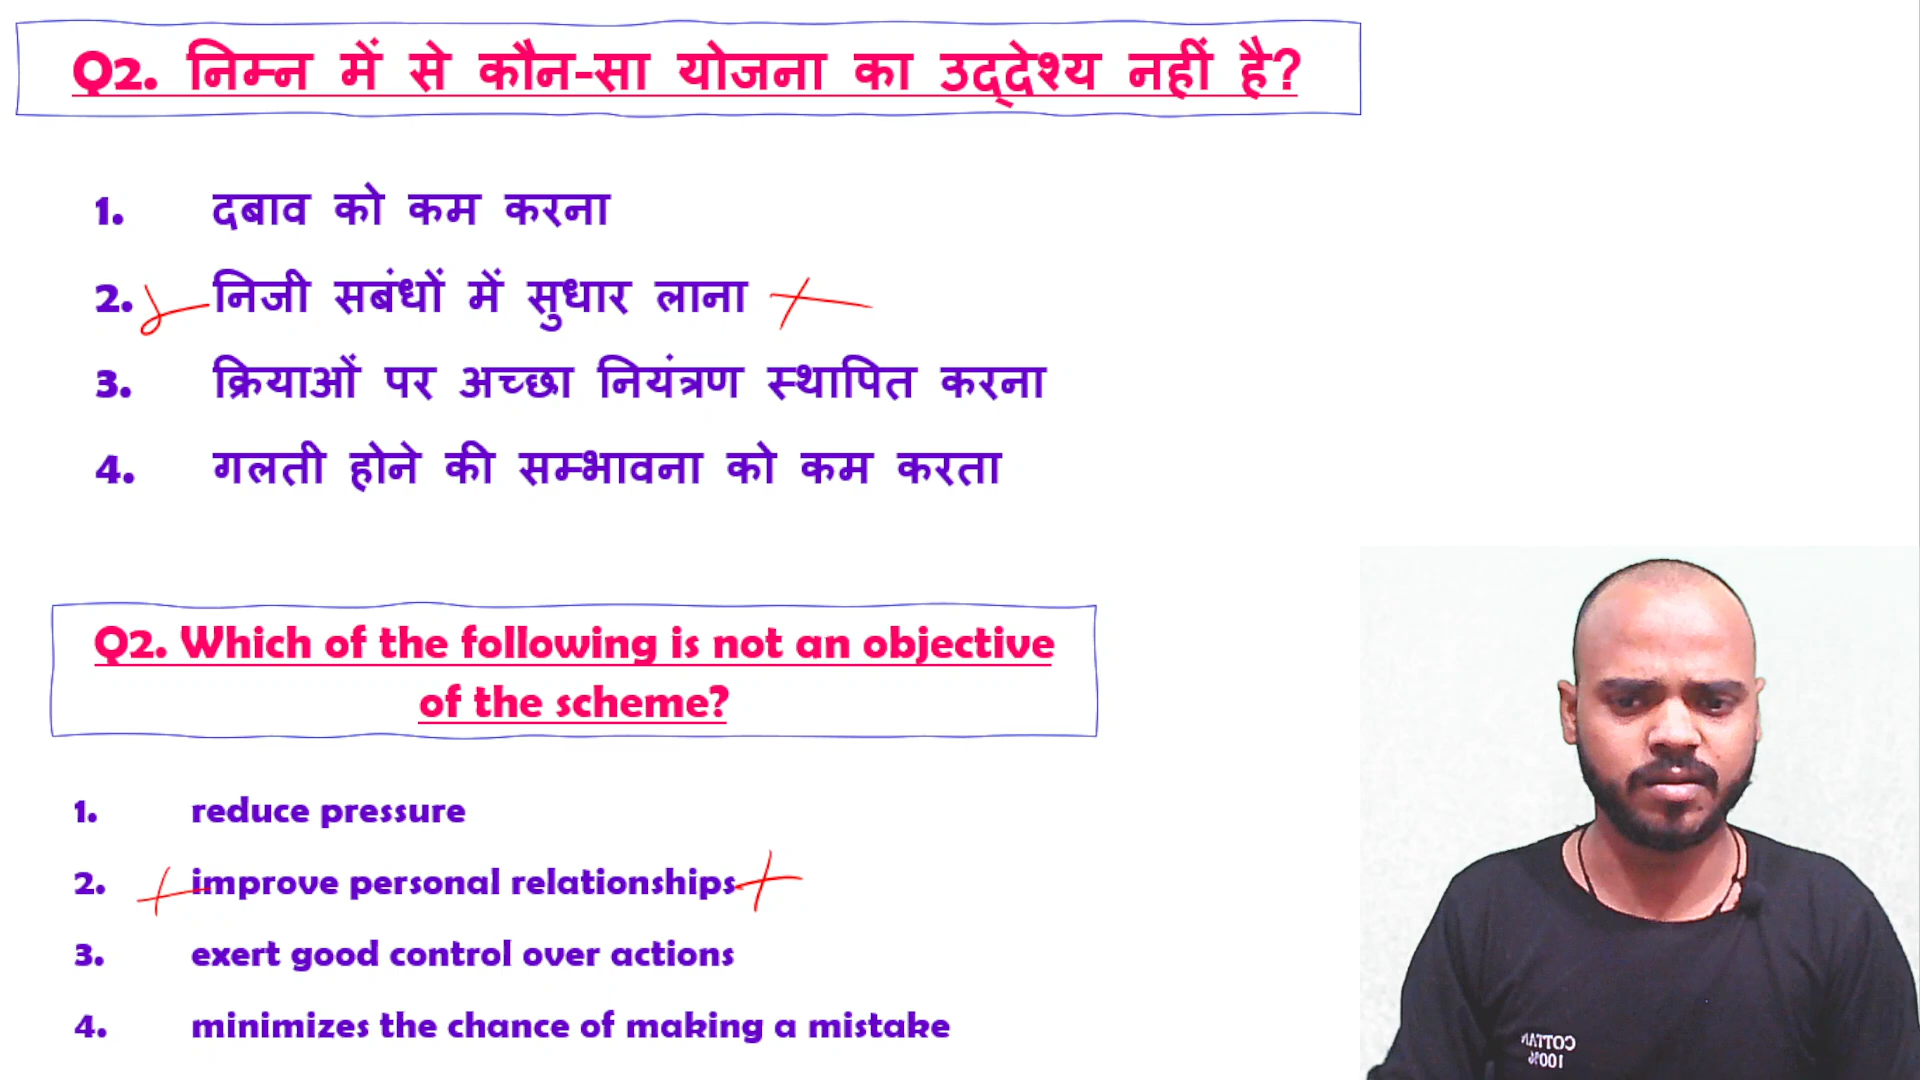 Q2. निम्न में से कौन-सा योजना का उद्देश्य नहीं है?
1. दबाव को कम करना
2. निजी सबंधों में सुधार लाना
3. क्रियाओं पर अच्छा नियंत्रण स्थापित करना
4. गलती होने की सम्भावना को कम करता
Q2. Which of the following is not an objective
of the scheme?
1. reduce pressure
2. improve personal relationships
3. exert good control over actions
4. minimizes the chance of making a mistake
COTTAN
100%